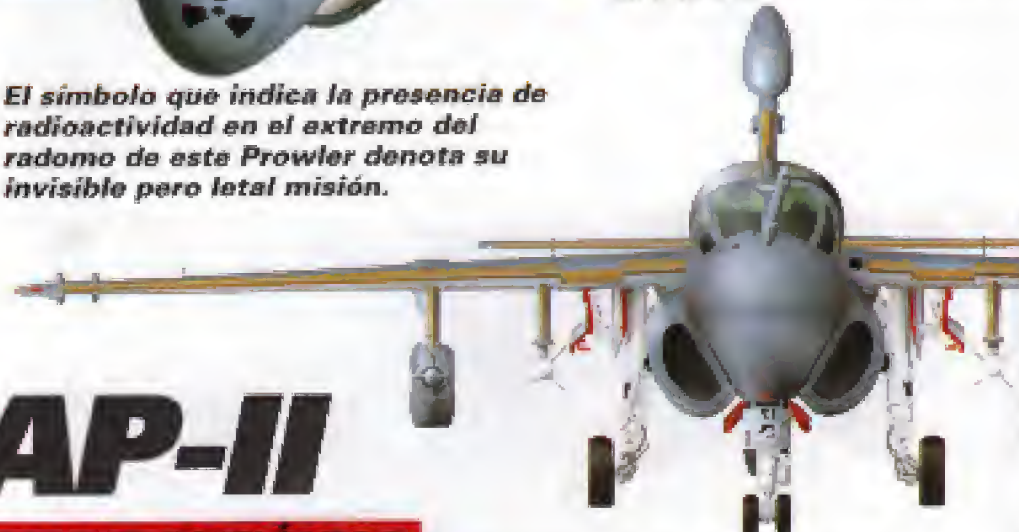 El símbolo que indica la presencia de
radioactividad en el extremo del
radomo de este Prowler denota su
invisible pero letal misión.
AP-II